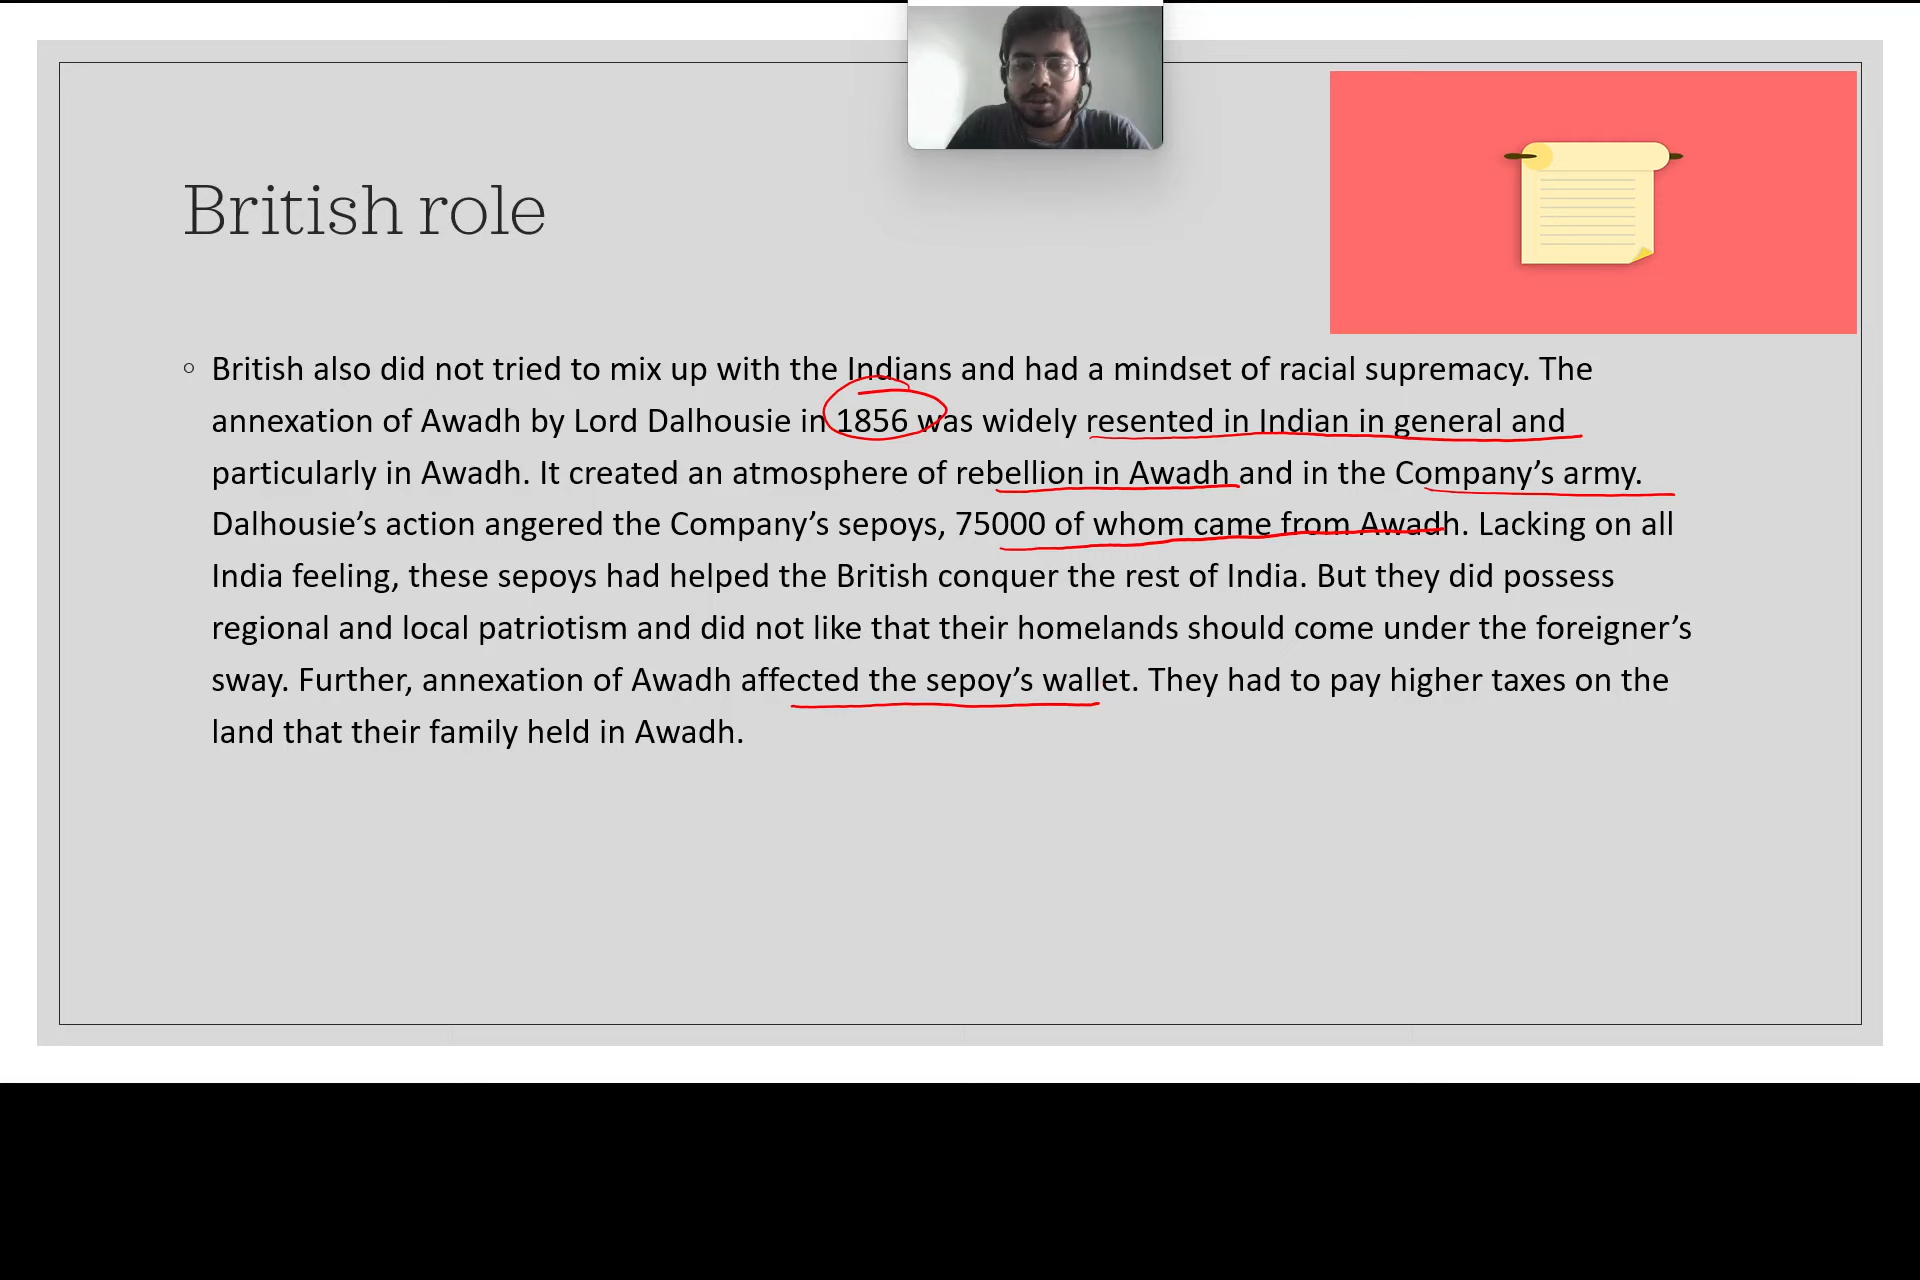 British role
British also did not tried to mix up with the Indians and had a mindset of racial supremacy. The
annexation of Awadh by Lord Dalhousie in 1856 was widely resented in Indian in general and
particularly in Awadh. It created an atmosphere of rebellion in Awadh and in the Company’s army.
Dalhousie’s action angered the Company’s sepoys, 75000 of whom came from Awadh. Lacking on all
India feeling, these sepoys had helped the British conquer the rest of India. But they did possess
regional and local patriotism and did not like that their homelands should come under the foreigner’s
sway. Further, annexation of Awadh affected the sepoy’s wallet. They had to pay higher taxes on the
land that their family held in Awadh.